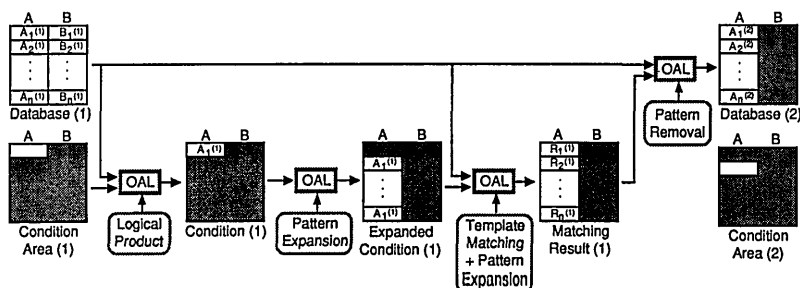 A B
A1(1) B1(1)
A2(1) B2(1)
⋮ ⋮
An(1) Bn(1)
Database (1)
A B
Condition
Area (1)
OAL
Logical
Product
A B
A1(1)
Condition (1)
OAL
Pattern
Expansion
A B
A1(1)
⋮
A1(1)
Expanded
Condition (1)
OAL
Template
Matching
+ Pattern
Expansion
A B
R1(1)
R2(1)
⋮
Rn(1)
Matching
Result (1)
OAL
Pattern
Removal
A B
A1(2)
A2(2)
⋮
An(2)
Database (2)
A B
Condition
Area (2)